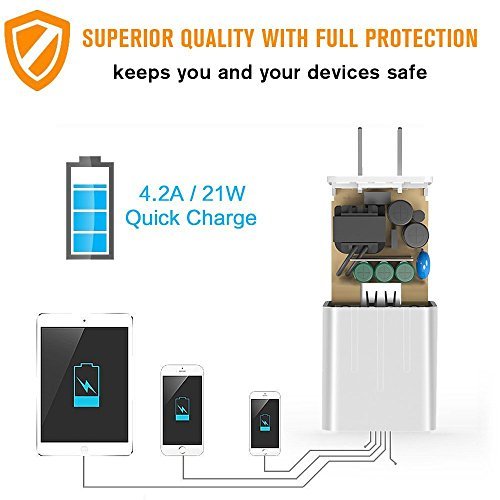 SUPERIOR QUALITY WITH FULL PROTECTION
keeps you and your devices safe
4.2A / 21W
Quick Charge